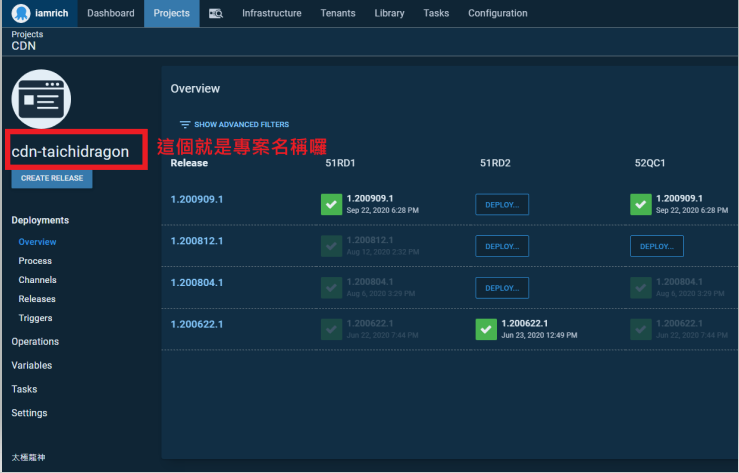 iamrich Dashboard Projects Infrastructure Tenants Library Tasks Configuration
Projects
CDN
Overview
SHOW ADVANCED FILTERS
cdn-taichidragon
這個就是專案名稱囉
CREATE RELEASE
Release 51RD1 51RD2 52QC1
1.200909.1 1.200909.1 DEPLOY... 1.200909.1
Sep 22, 2020 6:28 PM Sep 22, 2020 6:28 PM
1.200812.1 1.200812.1 DEPLOY... DEPLOY...
Aug 12, 2020 2:32 PM
1.200804.1 1.200804.1 DEPLOY... 1.200804.1
Aug 6, 2020 3:29 PM Aug 6, 2020 3:29 PM
1.200622.1 1.200622.1 1.200622.1 1.200622.1
Jun 22, 2020 7:44 PM Jun 23, 2020 12:49 PM Jun 22, 2020 7:44 PM
Deployments
Overview
Process
Channels
Releases
Triggers
Operations
Variables
Tasks
Settings
太極龍神